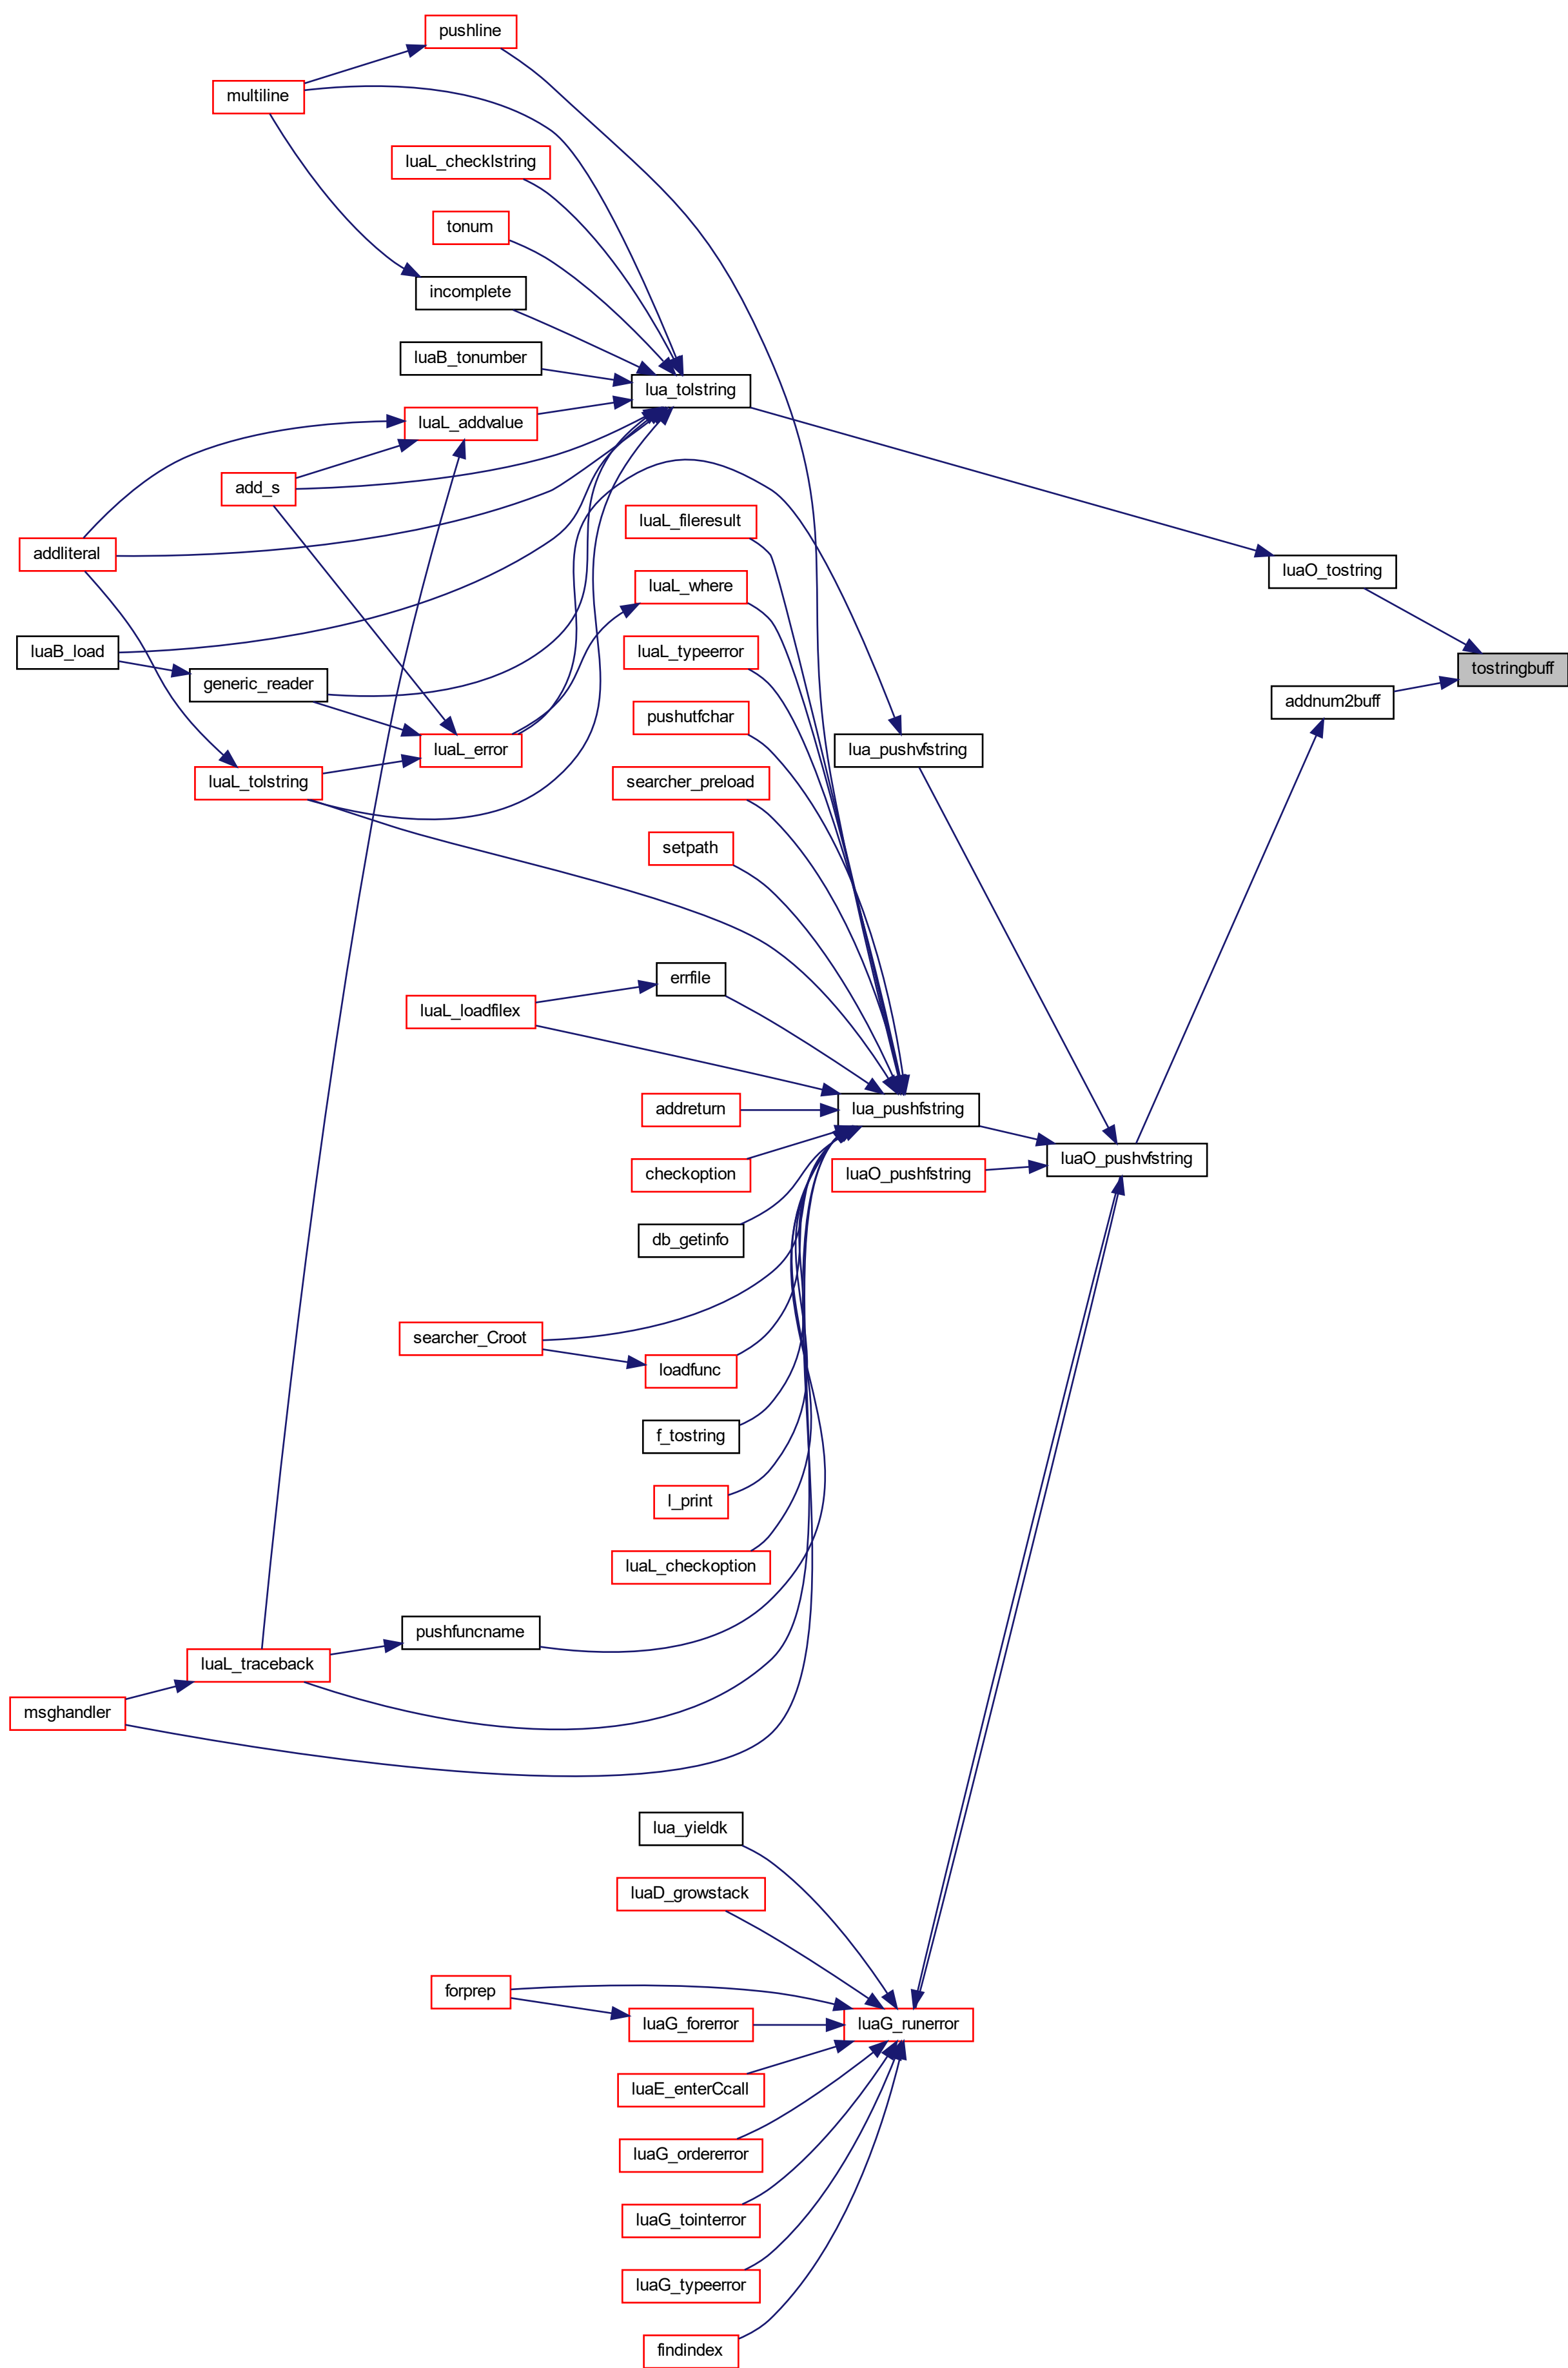 pushline
multiline
luaL_checklstring
tonum
incomplete
luaB_tonumber
lua_tolstring
luaL_addvalue
add_s
luaL_fileresult
addliteral
luaO_tostring
luaL_where
luaB_load
luaL_typeerror
tostringbuff
generic_reader
addnum2buff
pushutfchar
luaL_error
lua_pushvfstring
luaL_tolstring
searcher_preload
setpath
errfile
luaL_loadfilex
addreturn
lua_pushfstring
luaO_pushvfstring
checkoption
luaO_pushfstring
db_getinfo
searcher_Croot
loadfunc
f_tostring
l_print
luaL_checkoption
pushfuncname
luaL_traceback
msghandler
lua_yieldk
luaD_growstack
forprep
luaG_forerror
luaG_runerror
luaE_enterCcall
luaG_ordererror
luaG_tointerror
luaG_typeerror
findindex